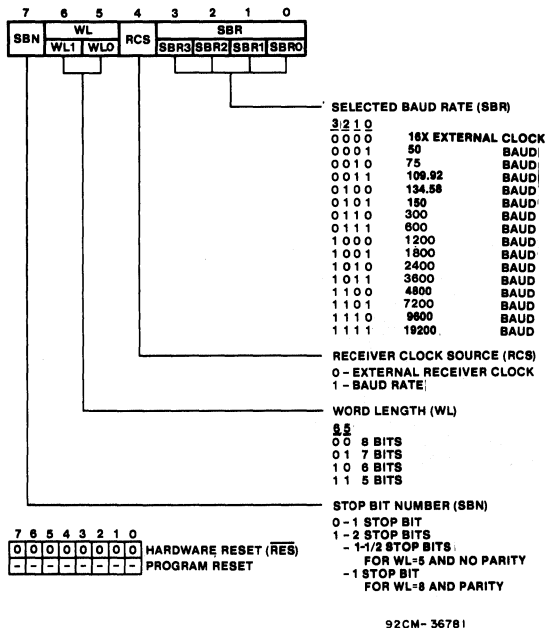 7 6 5 4 3 2 1 0
SBN WL RCS SBR
WL1 WL0 SBR3 SBR2 SBR1 SBR0
SELECTED BAUD RATE (SBR)
3 2 1 0
0 0 0 0 16X EXTERNAL CLOCK
0 0 0 1 50 BAUD
0 0 1 0 75 BAUD
0 0 1 1 109.92 BAUD
0 1 0 0 134.58 BAUD
0 1 0 1 150 BAUD
0 1 1 0 300 BAUD
0 1 1 1 600 BAUD
1 0 0 0 1200 BAUD
1 0 0 1 1800 BAUD
1 0 1 0 2400 BAUD
1 0 1 1 3600 BAUD
1 1 0 0 4800 BAUD
1 1 0 1 7200 BAUD
1 1 1 0 9600 BAUD
1 1 1 1 19200 BAUD
RECEIVER CLOCK SOURCE (RCS)
0 - EXTERNAL RECEIVER CLOCK
1 - BAUD RATE
WORD LENGTH (WL)
6 5
0 0 8 BITS
0 1 7 BITS
1 0 6 BITS
1 1 5 BITS
STOP BIT NUMBER (SBN)
0 - 1 STOP BIT
1 - 2 STOP BITS
- 1-1/2 STOP BITS
FOR WL=5 AND NO PARITY
- 1 STOP BIT
FOR WL=8 AND PARITY
7 6 5 4 3 2 1 0
0 0 0 0 0 0 0 0 HARDWARE RESET (RES)
- - - - - - - - PROGRAM RESET
92CM-36781